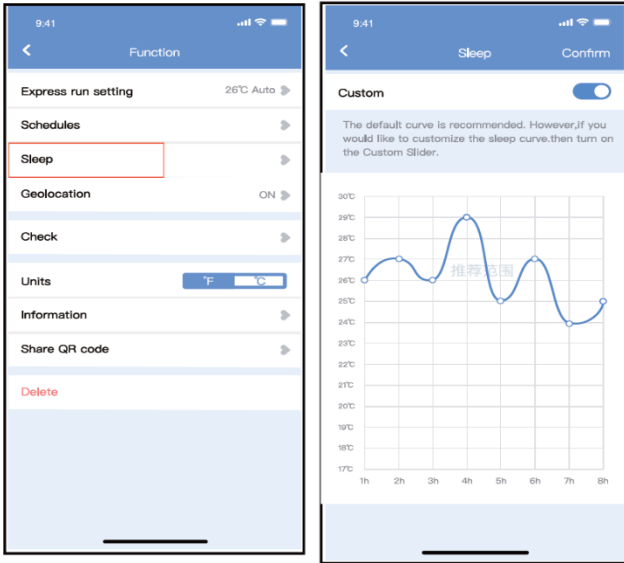 9:41
Function
Express run setting 26℃ Auto
Schedules
Sleep
Geolocation ON
Check
Units ℉ ℃
Information
Share QR code
Delete
9:41
Sleep Confirm
Custom
The default curve is recommended. However,if you
would like to customize the sleep curve.then turn on
the Custom Slider.
30℃
29℃
28℃
27℃
26℃
25℃
24℃
23℃
22℃
21℃
20℃
19℃
18℃
17℃
推荐范围
1h 2h 3h 4h 5h 6h 7h 8h